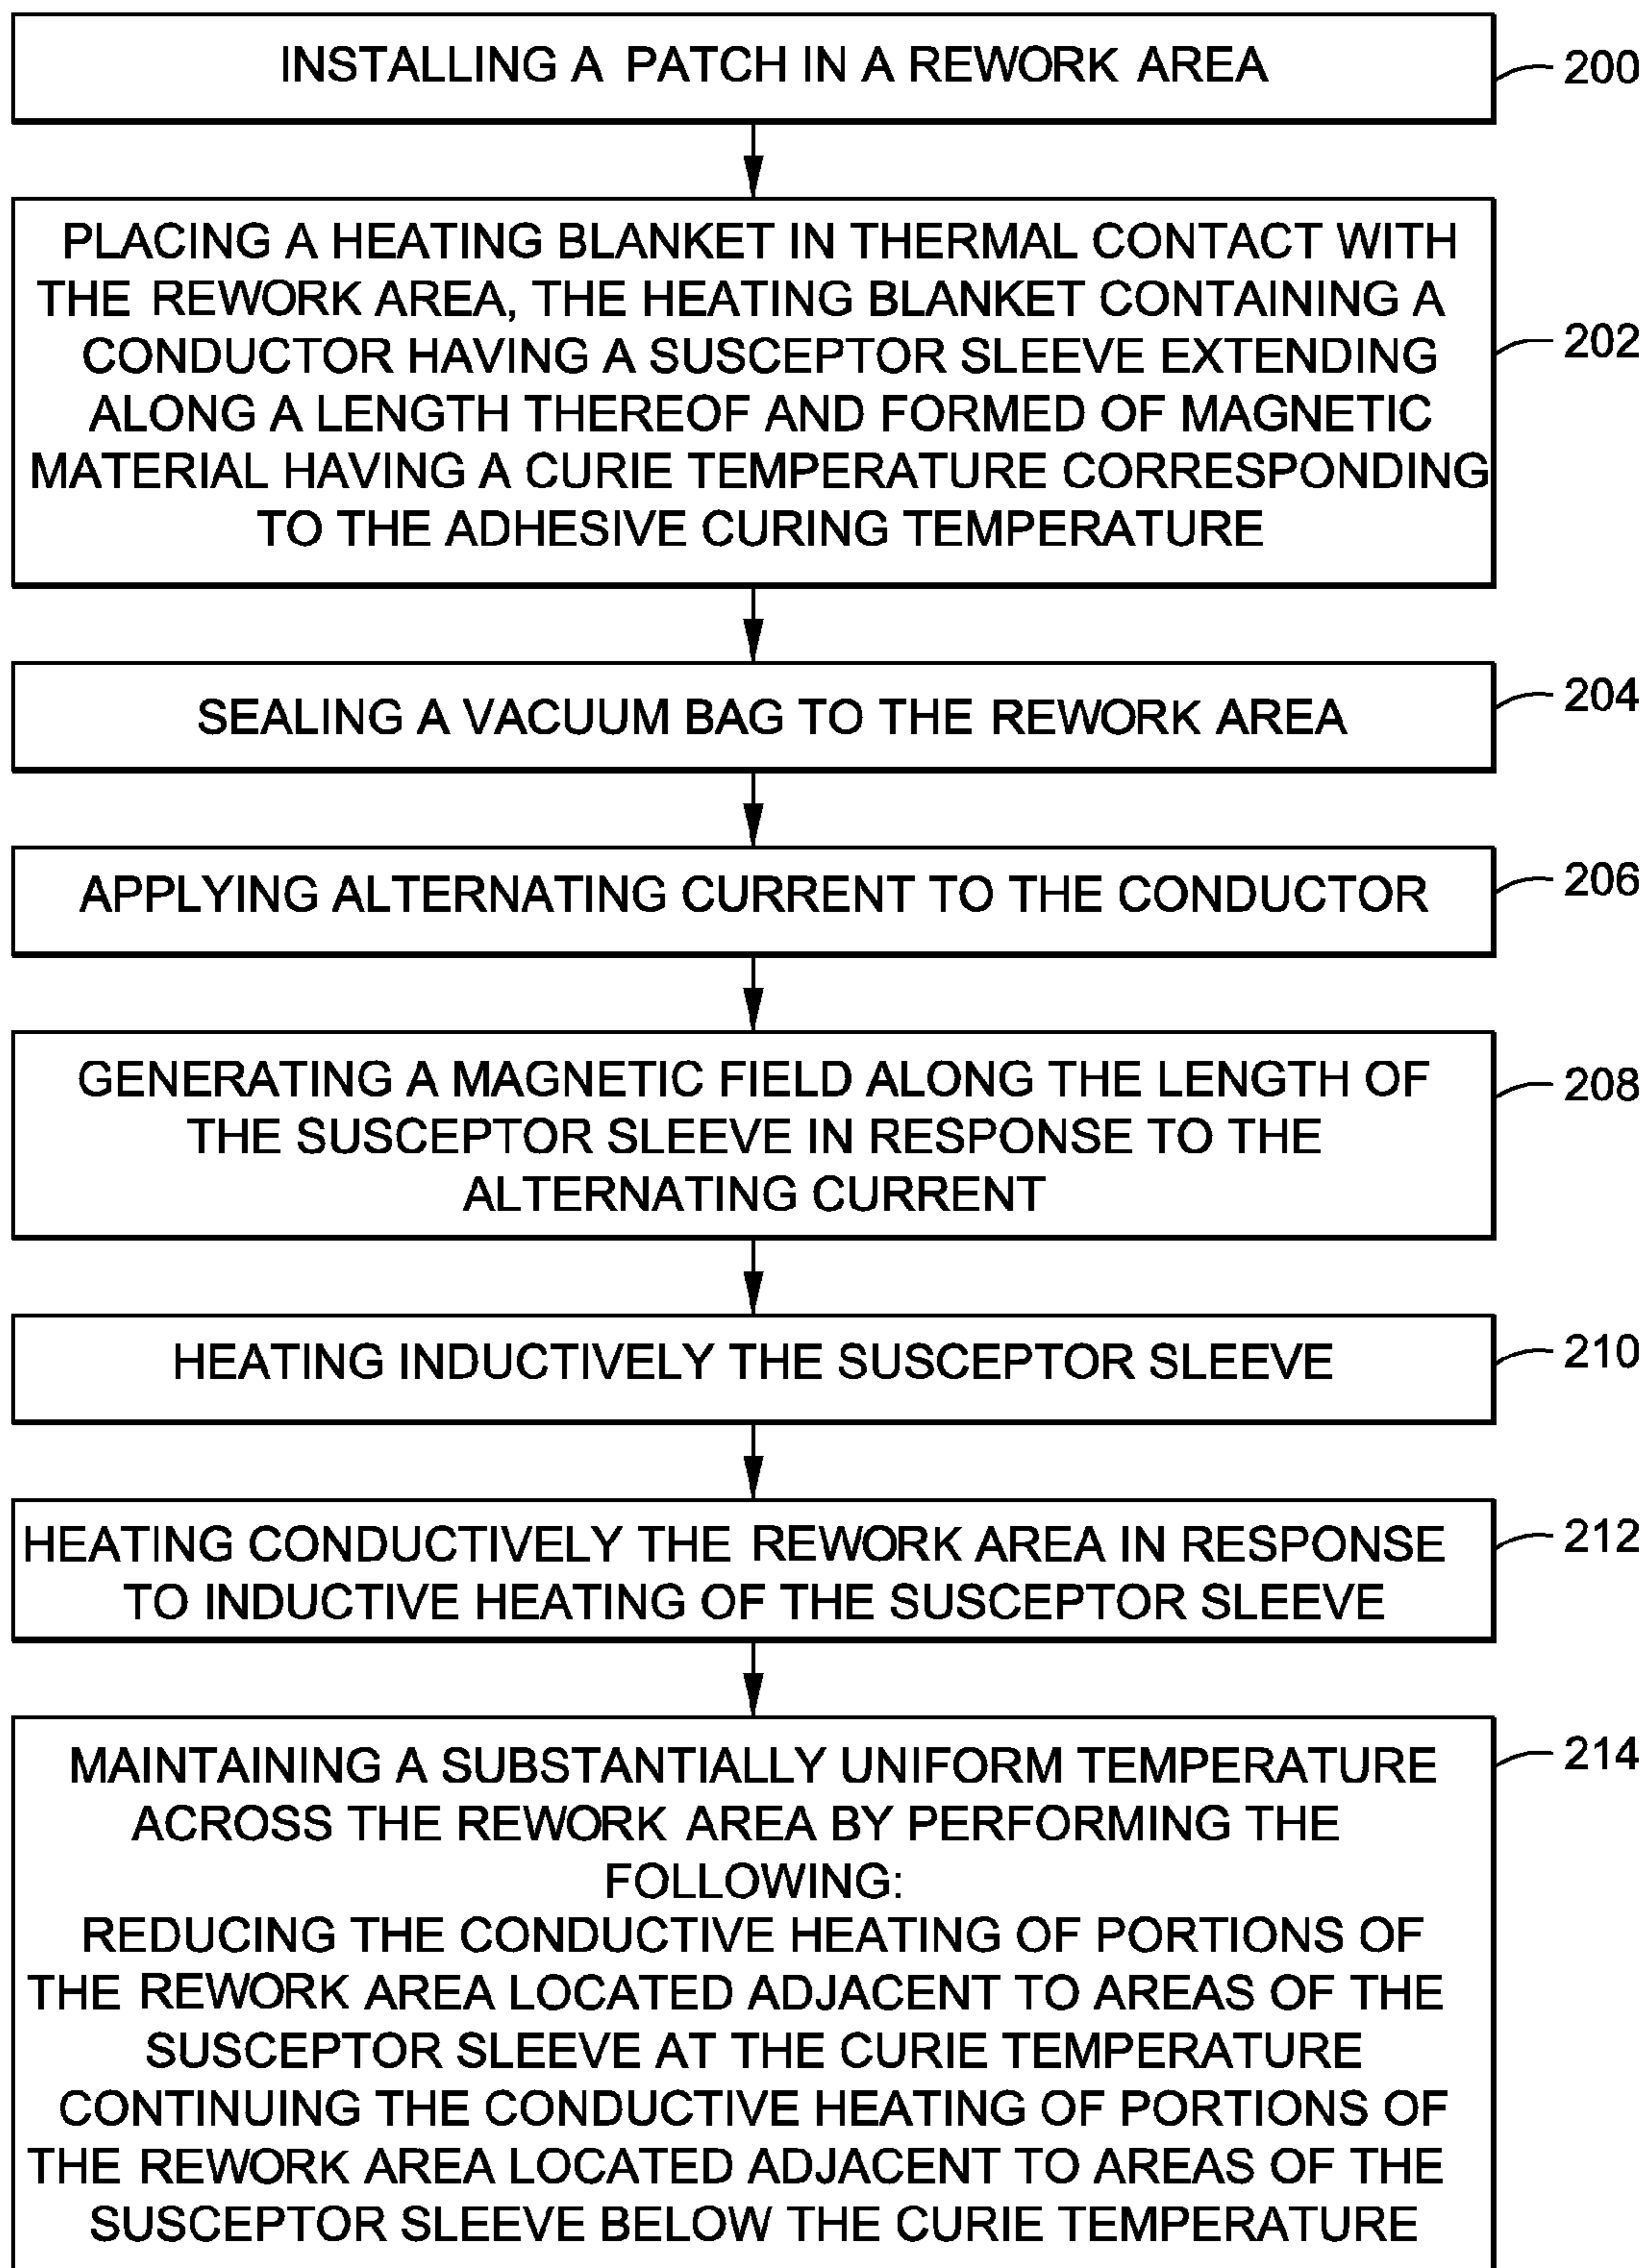 INSTALLING A PATCH IN A REWORK AREA
200
PLACING A HEATING BLANKET IN THERMAL CONTACT WITH
THE REWORK AREA, THE HEATING BLANKET CONTAINING A
CONDUCTOR HAVING A SUSCEPTOR SLEEVE EXTENDING
ALONG A LENGTH THEREOF AND FORMED OF MAGNETIC
MATERIAL HAVING A CURIE TEMPERATURE CORRESPONDING
TO THE ADHESIVE CURING TEMPERATURE
202
SEALING A VACUUM BAG TO THE REWORK AREA
204
APPLYING ALTERNATING CURRENT TO THE CONDUCTOR
206
GENERATING A MAGNETIC FIELD ALONG THE LENGTH OF
THE SUSCEPTOR SLEEVE IN RESPONSE TO THE
ALTERNATING CURRENT
208
HEATING INDUCTIVELY THE SUSCEPTOR SLEEVE
210
HEATING CONDUCTIVELY THE REWORK AREA IN RESPONSE
TO INDUCTIVE HEATING OF THE SUSCEPTOR SLEEVE
212
MAINTAINING A SUBSTANTIALLY UNIFORM TEMPERATURE
ACROSS THE REWORK AREA BY PERFORMING THE
FOLLOWING:
REDUCING THE CONDUCTIVE HEATING OF PORTIONS OF
THE REWORK AREA LOCATED ADJACENT TO AREAS OF THE
SUSCEPTOR SLEEVE AT THE CURIE TEMPERATURE
CONTINUING THE CONDUCTIVE HEATING OF PORTIONS OF
THE REWORK AREA LOCATED ADJACENT TO AREAS OF THE
SUSCEPTOR SLEEVE BELOW THE CURIE TEMPERATURE
214